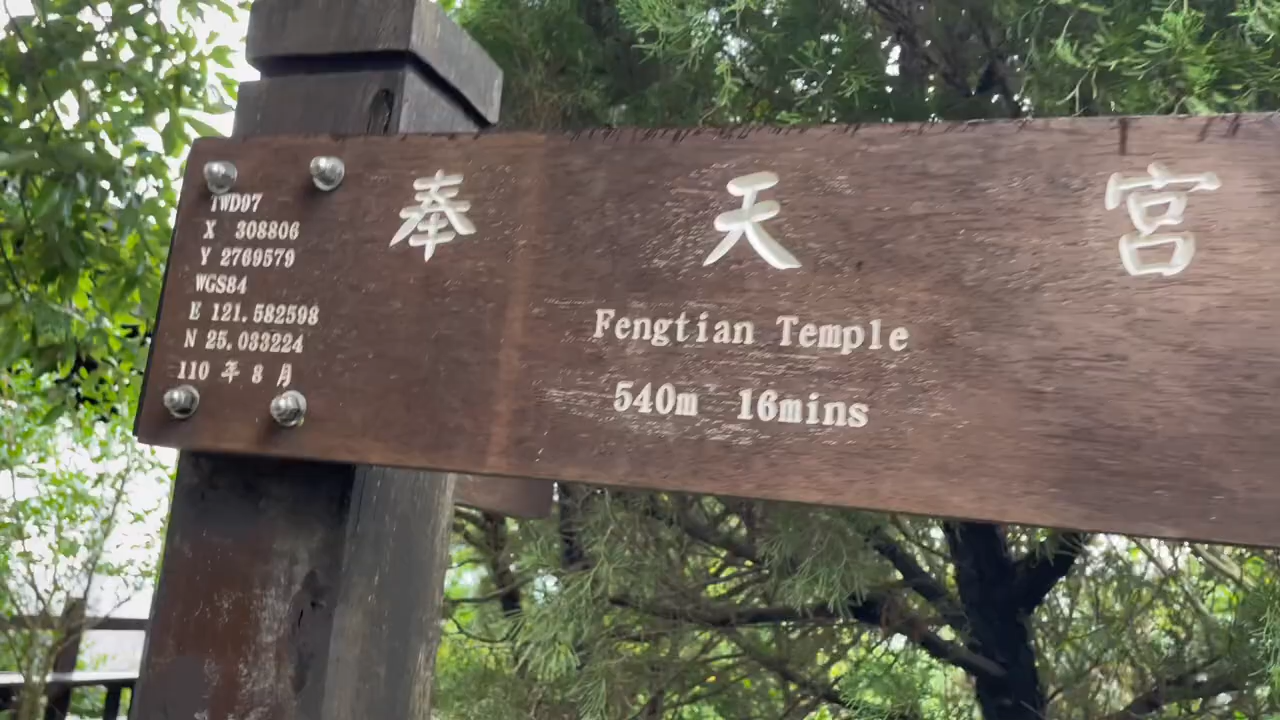 TWD97
X 308806
Y 2769579
WGS84
E 121.582598
N 25.033224
110 年 8 月
奉天宮
Fengtian Temple
540m 16mins